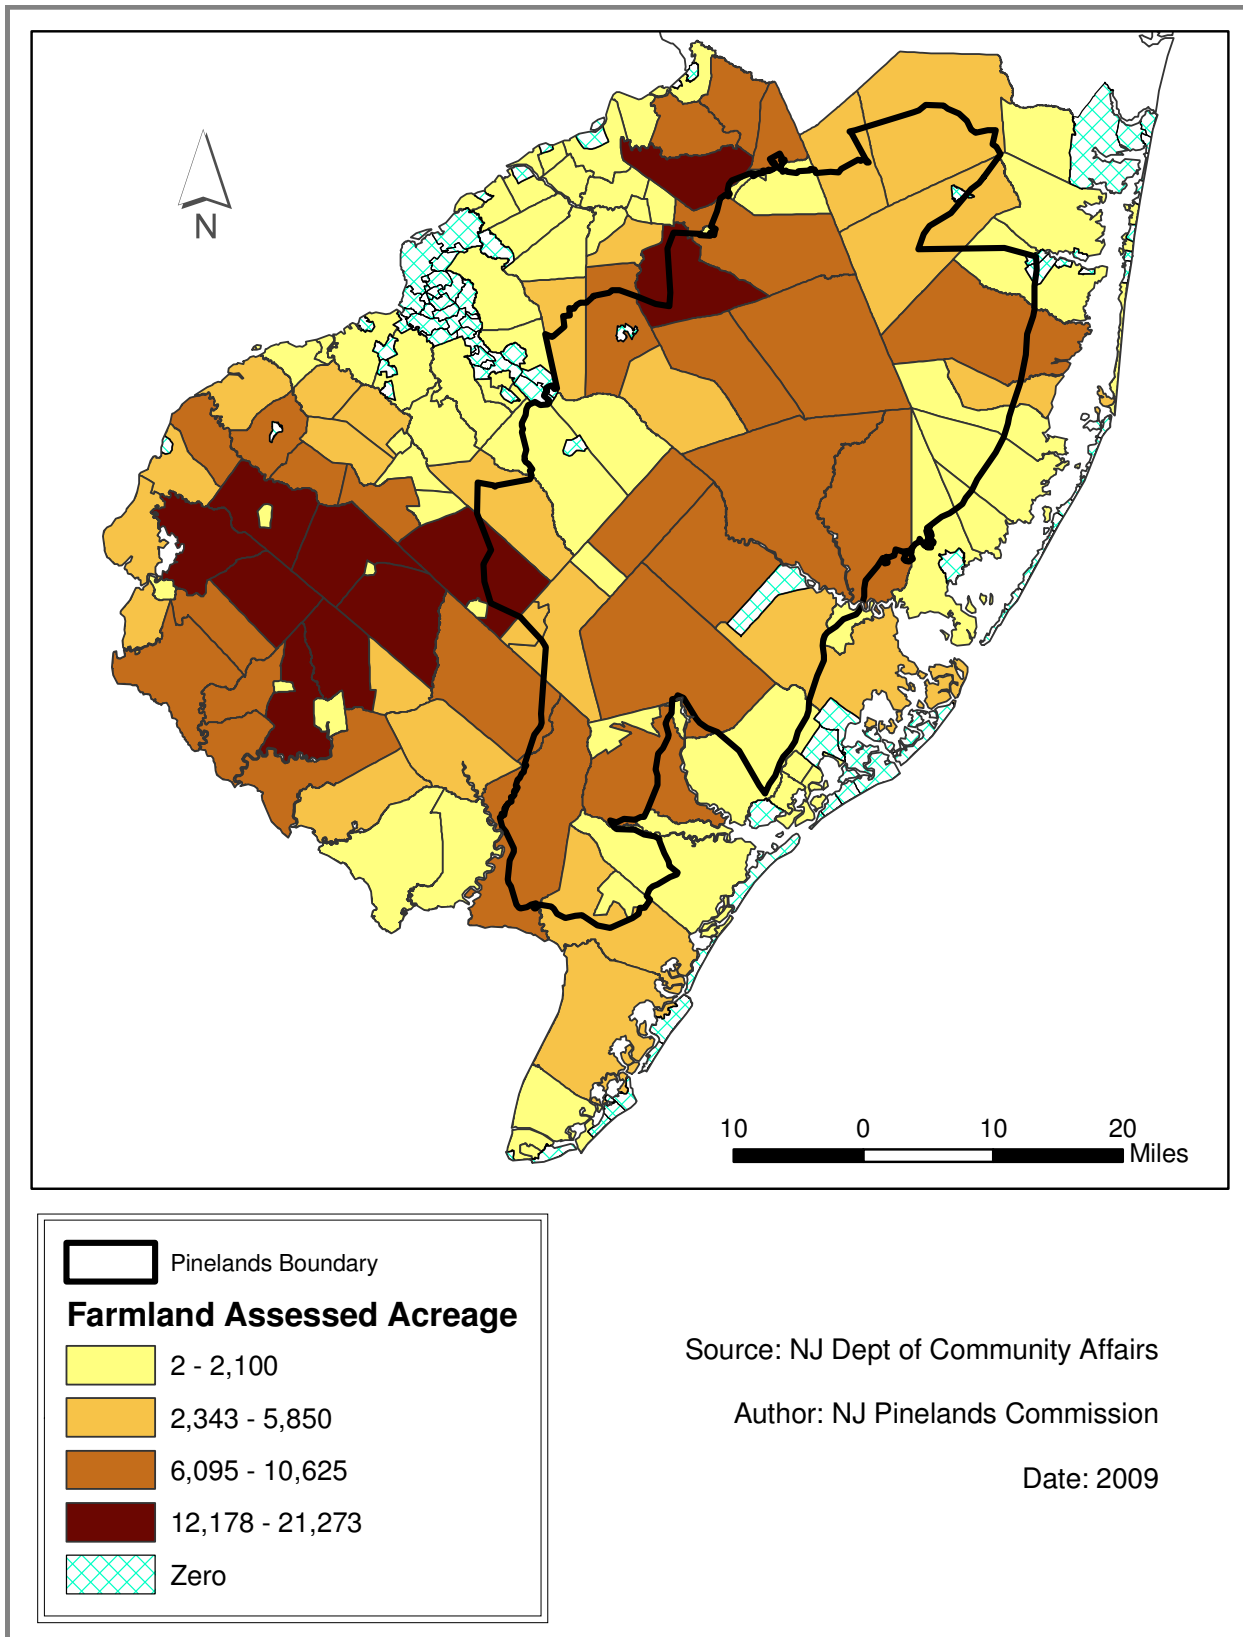 N
10 0 10 20
Miles
Pinelands Boundary
Farmland Assessed Acreage
2 - 2,100
2,343 - 5,850
6,095 - 10,625
12,178 - 21,273
Zero
Source: NJ Dept of Community Affairs
Author: NJ Pinelands Commission
Date: 2009